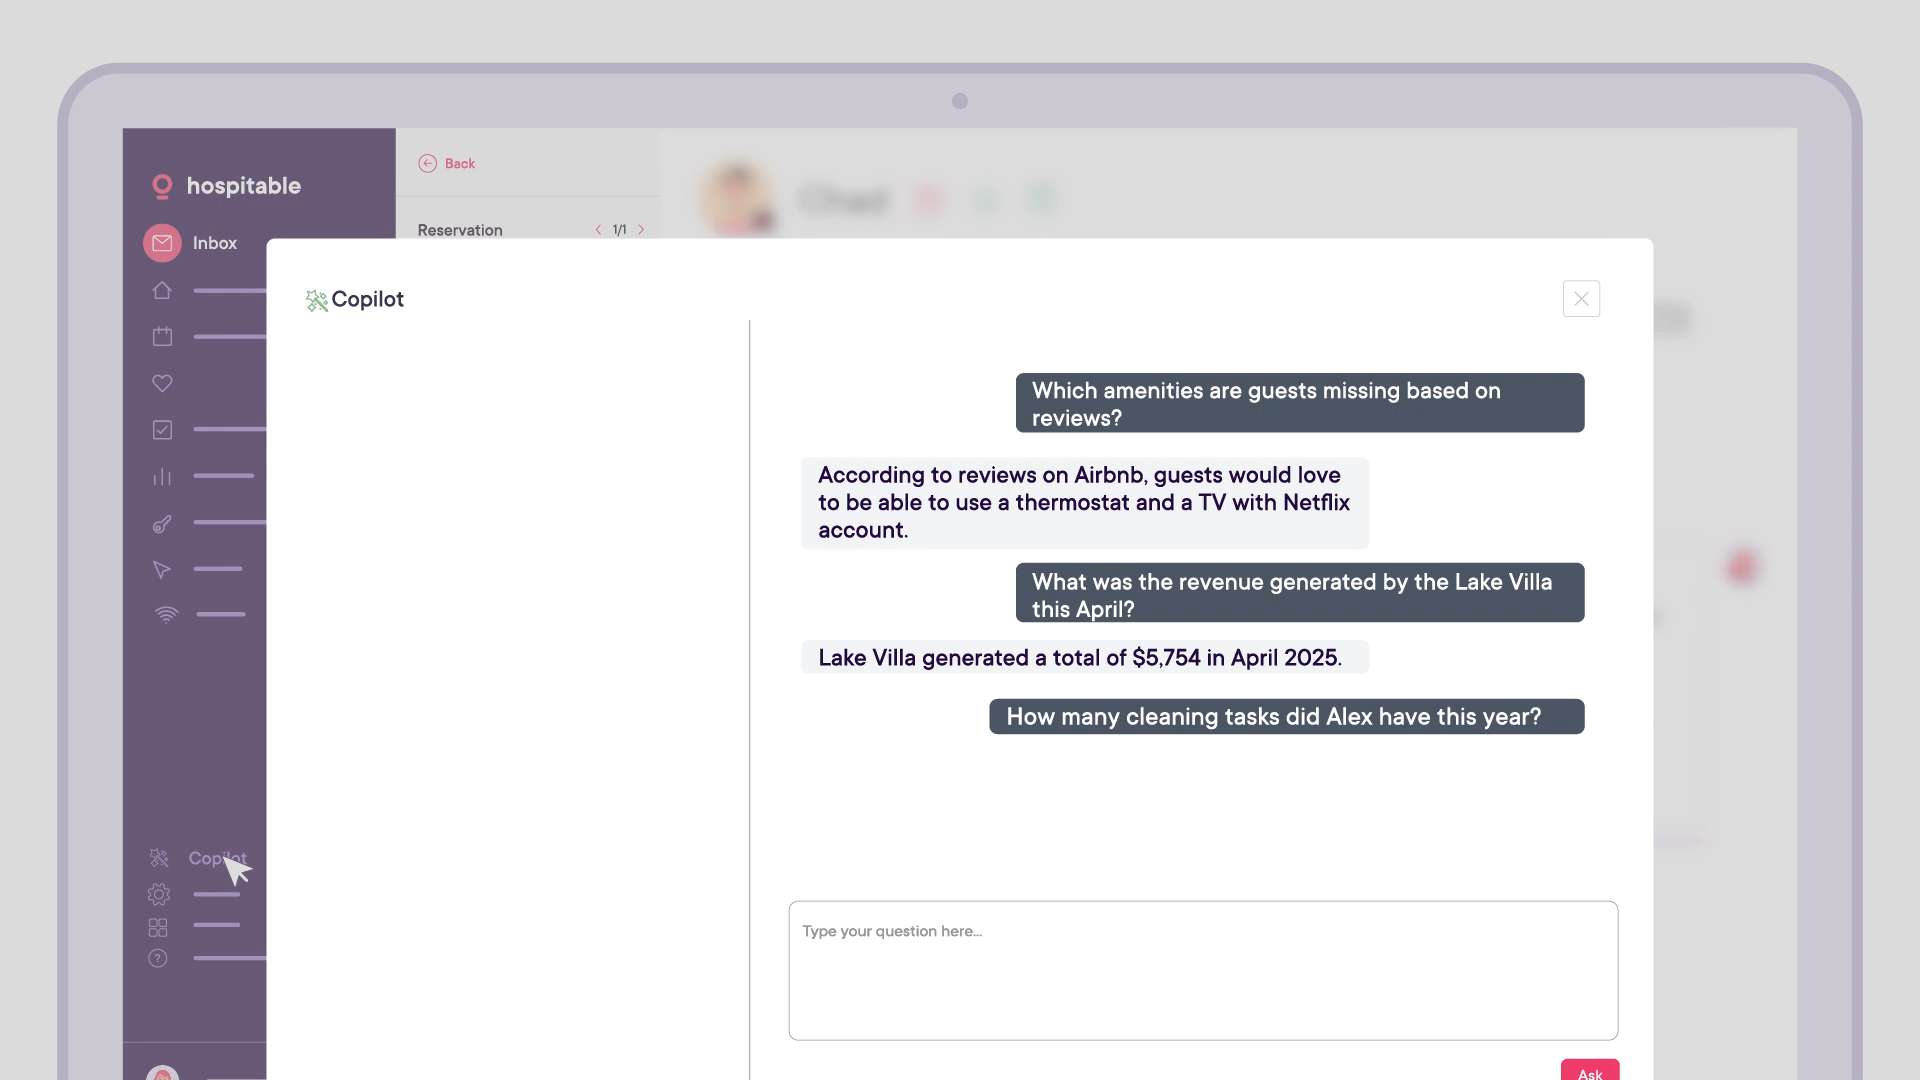 hospitable
Inbox
Back
Reservation
1/1
Chad
Copilot
Which amenities are guests missing based on
reviews?
According to reviews on Airbnb, guests would love
to be able to use a thermostat and a TV with Netflix
account.
What was the revenue generated by the Lake Villa
this April?
Lake Villa generated a total of $5,754 in April 2025.
How many cleaning tasks did Alex have this year?
Copilot
Type your question here...
Ask